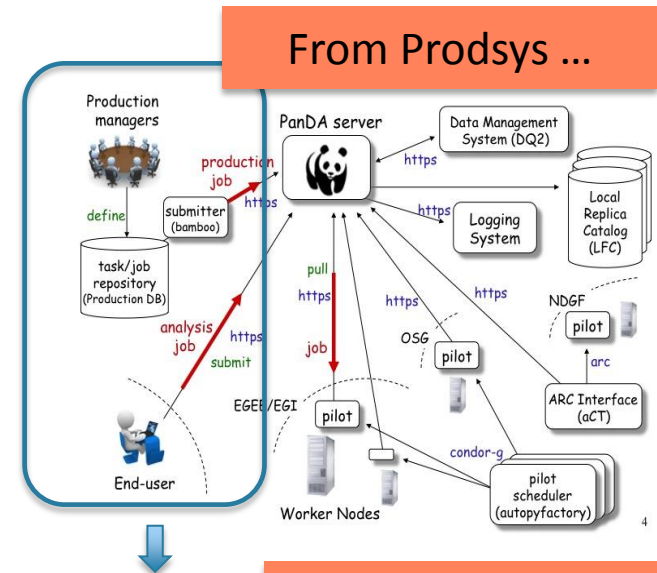 From Prodsys ...
Production
managers
PanDA server
Data Management
System (DQ2)
production
job
https
https
define
submitter
(bamboo)
https
Logging
System
Local
Replica
Catalog
(LFC)
task/job
repository
(Production DB)
pull
https
https
https
NDGF
pilot
analysis
job
https
submit
job
OSG
pilot
arc
EGEE/EGI
pilot
ARC Interface
(aCT)
condor-g
End-user
Worker Nodes
pilot
scheduler
(autopyfactory)
4